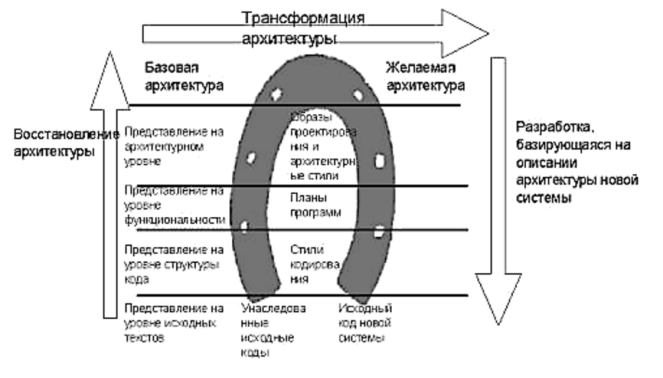 Трансформация
архитектуры
Базовая
архитектура
Желаемая
архитектура
Восстановление
архитектуры
Разработка,
базирующаяся на
описании
архитектуры новой
системы
Представление на
архитектурном
уровне
Образы
проектирова
ния и
архитектурн
ые стили
Представление на
уровне
функциональности
Планы
программ
Представление на
уровне структуры
кода
Стили
кодирова
ния
Представление на
уровне исходных
текстов
Унаследова
нные
исходные
коды
Исходный
код новой
системы